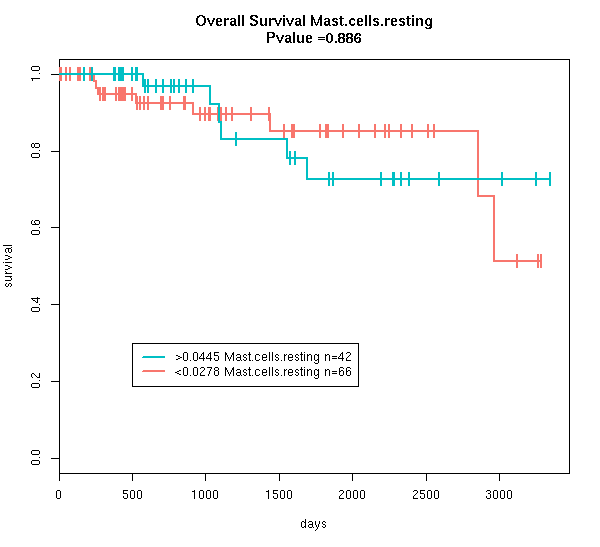 Overall Survival Mast.cells.resting
Pvalue =0.886
1.0
0.8
0.6
0.4
0.2
0.0
survival
>0.0445 Mast.cells.resting n=42
<0.0278 Mast.cells.resting n=66
0 500 1000 1500 2000 2500 3000
days